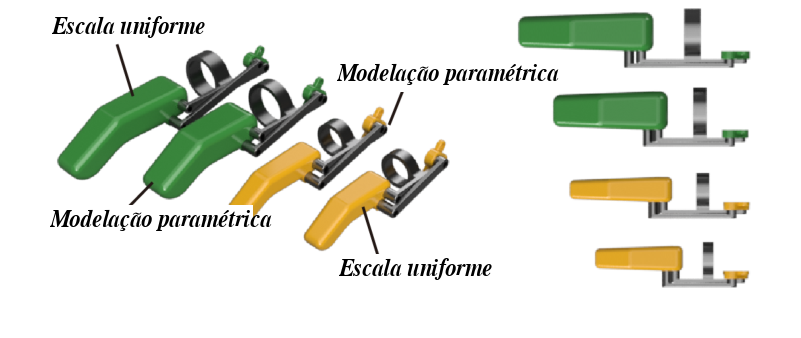 Escala uniforme
Modelação paramétrica
Modelação paramétrica
Escala uniforme